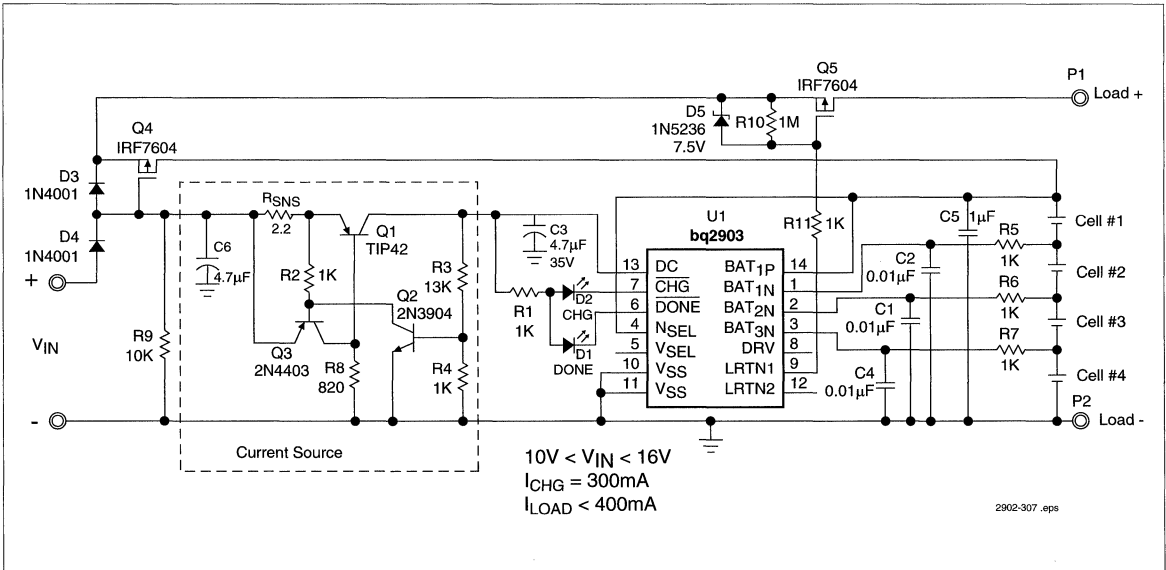 Q5
IRF7604
P1
Load +
D5
1N5236
7.5V
R10
1M
Q4
IRF7604
D3
1N4001
D4
1N4001
+
VIN
-
R9
10K
C6
4.7µF
RSNS
2.2
Q1
TIP42
R2
1K
Q2
2N3904
R3
13K
Q3
2N4403
R8
820
R4
1K
Current Source
C3
4.7µF
35V
R1
1K
D2
CHG
D1
DONE
U1
bq2903
13 DC BAT1P 14
7 CHG BAT1N 1
6 DONE BAT2N 2
4 NSEL BAT3N 3
5 VSEL DRV 8
10 VSS LRTN1 9
11 VSS LRTN2 12
R11 1K
C5 1µF
C2
0.01µF
C1
0.01µF
C4
0.01µF
R5
1K
R6
1K
R7
1K
Cell #1
Cell #2
Cell #3
Cell #4
P2
Load -
10V < VIN < 16V
ICHG = 300mA
ILOAD < 400mA
2902-307 .eps